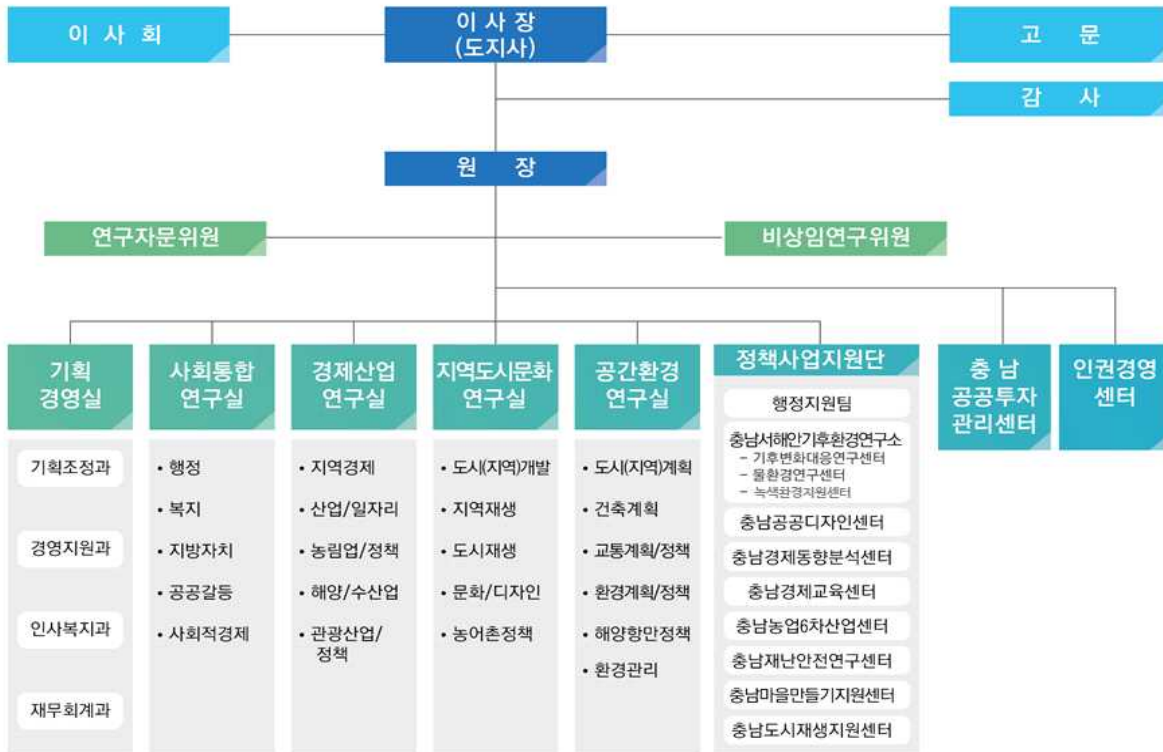 이 사 회
이 사 장
(도지사)
고 문
감 사
원 장
연구자문위원
비상임연구위원
기획
경영실
기획조정과
경영지원과
인사복지과
재무회계과
사회통합
연구실
• 행정
• 복지
• 지방자치
• 공공갈등
• 사회적경제
경제산업
연구실
• 지역경제
• 산업/일자리
• 농림업/정책
• 해양/수산업
• 관광산업/
정책
지역도시문화
연구실
• 도시(지역)개발
• 지역재생
• 도시재생
• 문화/디자인
• 농어촌정책
공간환경
연구실
• 도시(지역)계획
• 건축계획
• 교통계획/정책
• 환경계획/정책
• 해양항만정책
• 환경관리
정책사업지원단
행정지원팀
충남서해안기후환경연구소
– 기후변화대응연구센터
– 물환경연구센터
– 녹색환경지원센터
충남공공디자인센터
충남경제동향분석센터
충남경제교육센터
충남농업6차산업센터
충남재난안전연구센터
충남마을만들기지원센터
충남도시재생지원센터
충 남
공공투자
관리센터
인권경영
센터